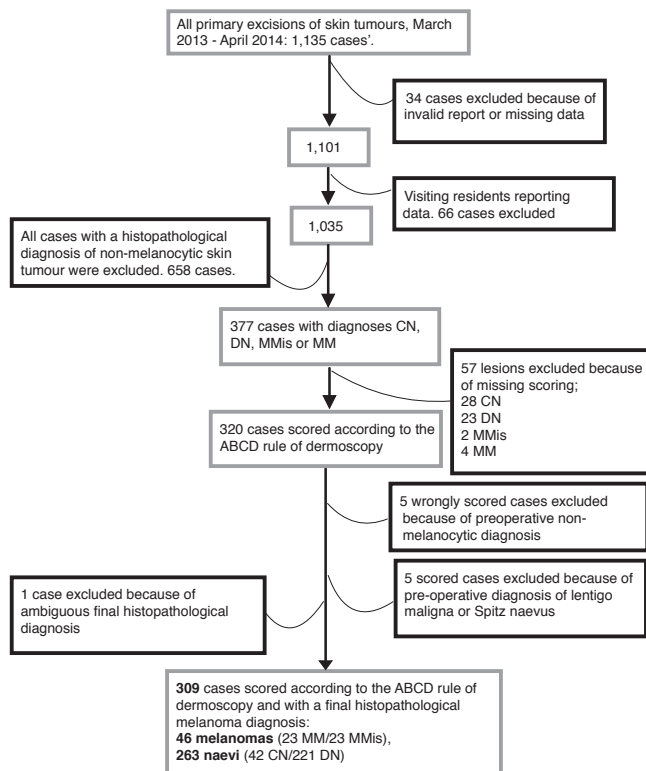 All primary excisions of skin tumours, March
2013 - April 2014: 1,135 cases’.
34 cases excluded because of
invalid report or missing data
1,101
Visiting residents reporting
data. 66 cases excluded
1,035
All cases with a histopathological
diagnosis of non-melanocytic skin
tumour were excluded. 658 cases.
377 cases with diagnoses CN,
DN, MMis or MM
57 lesions excluded because
of missing scoring;
28 CN
23 DN
2 MMis
4 MM
320 cases scored according to the
ABCD rule of dermoscopy
5 wrongly scored cases excluded
because of preoperative non-
melanocytic diagnosis
5 scored cases excluded because of
pre-operative diagnosis of lentigo
maligna or Spitz naevus
1 case excluded because of
ambiguous final histopathological
diagnosis
309 cases scored according to the ABCD rule of
dermoscopy and with a final histopathological
melanoma diagnosis:
46 melanomas (23 MM/23 MMis),
263 naevi (42 CN/221 DN)